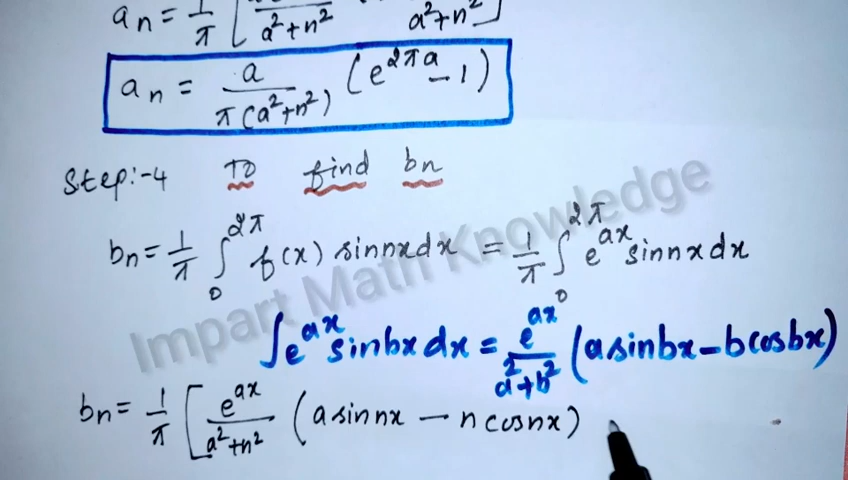 an = 1/π [ a²+n² a²+n² ]
an = a/π(a²+n²) (e^2πa - 1)
Step:-4 To find bn
bn = 1/π ∫₀^2π f(x) sinnx dx = 1/π ∫₀^2π e^ax sinnx dx
Impart Math Knowledge
∫e^ax sinbx dx = e^ax/a²+b² (asinbx - bcosbx)
bn = 1/π [ e^ax/a²+n² (a sinnx - n cosnx)